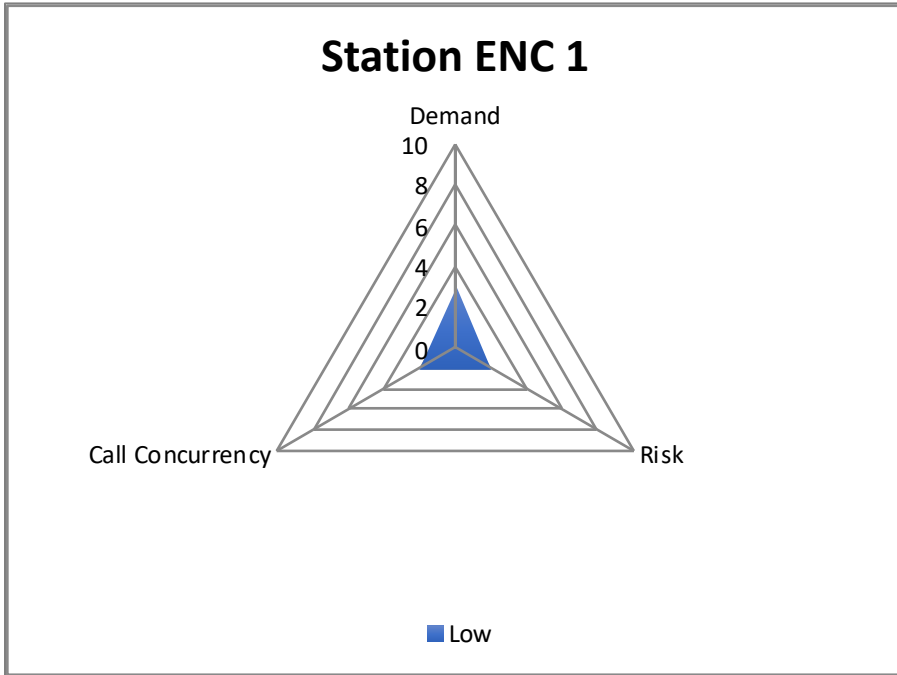 Station ENC 1
Demand
10
8
6
4
2
0
Call Concurrency
Risk
Low